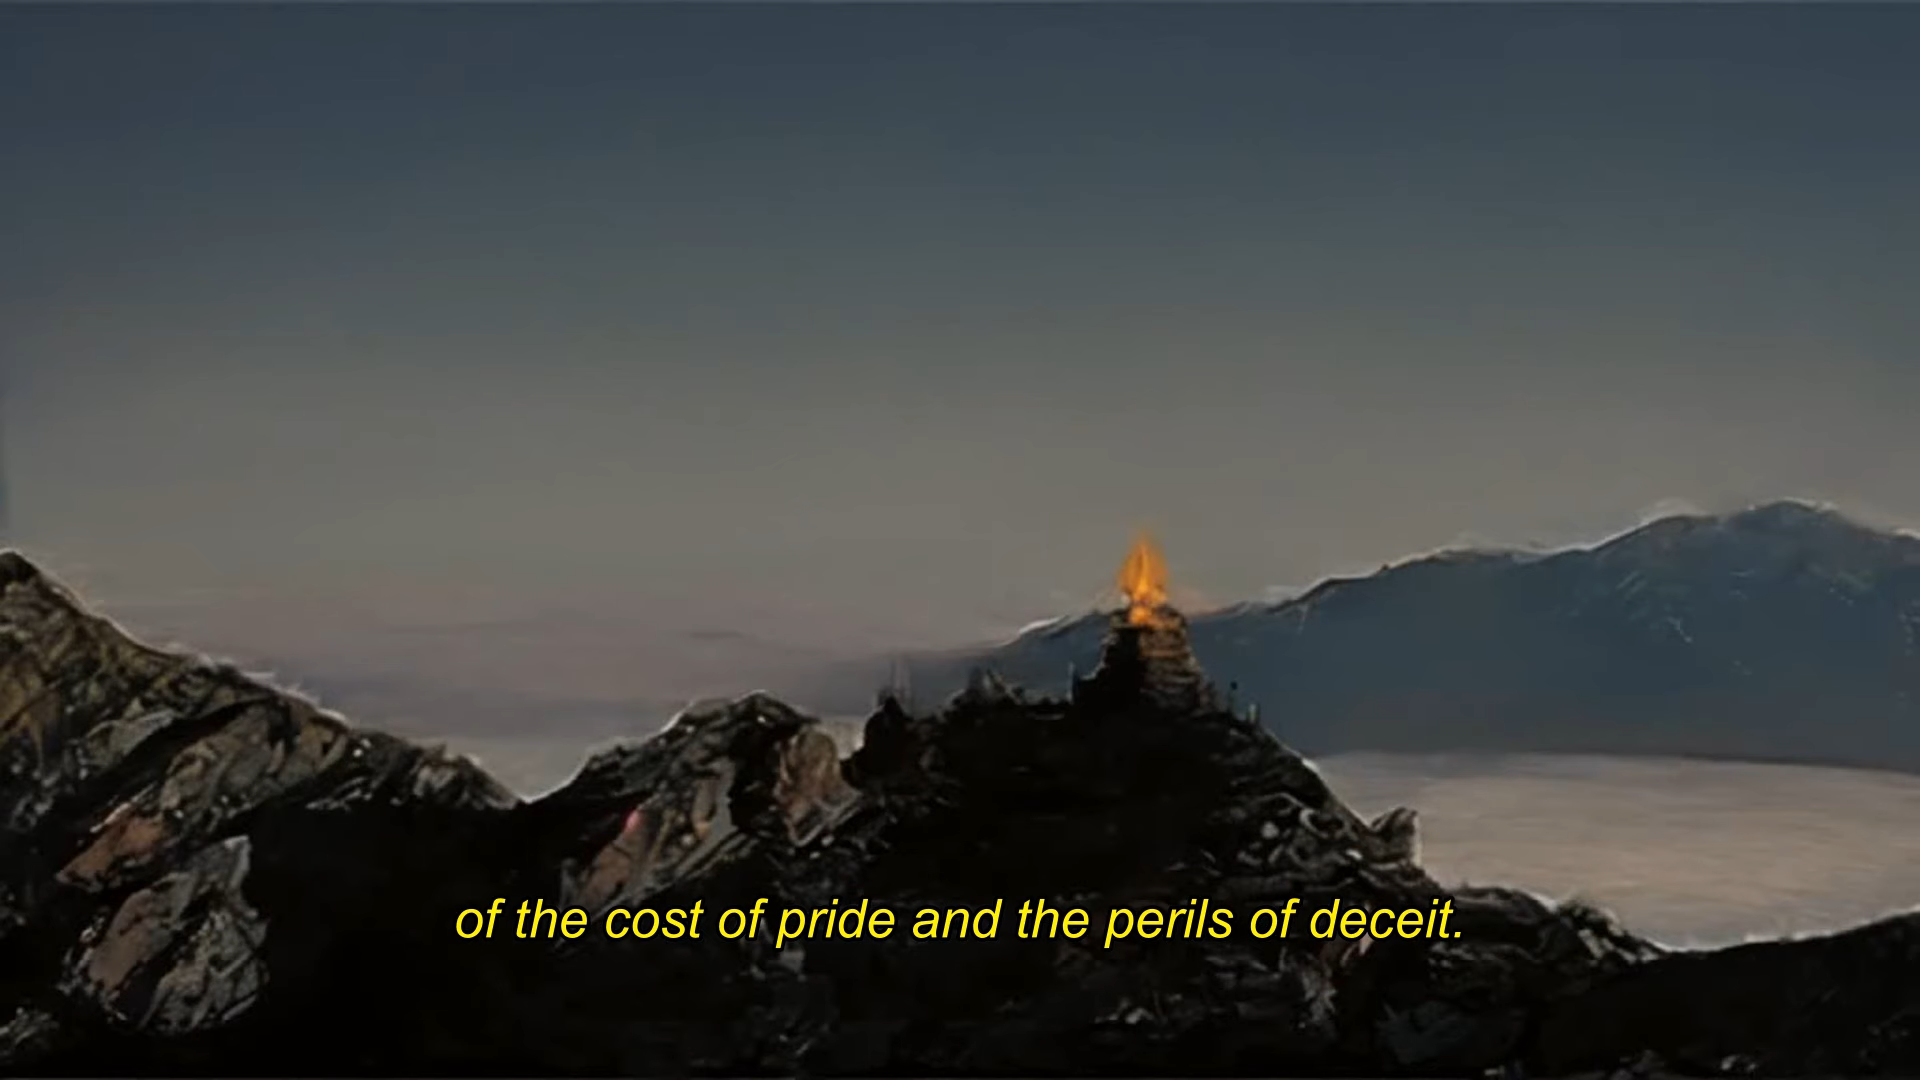 of the cost of pride and the perils of deceit.